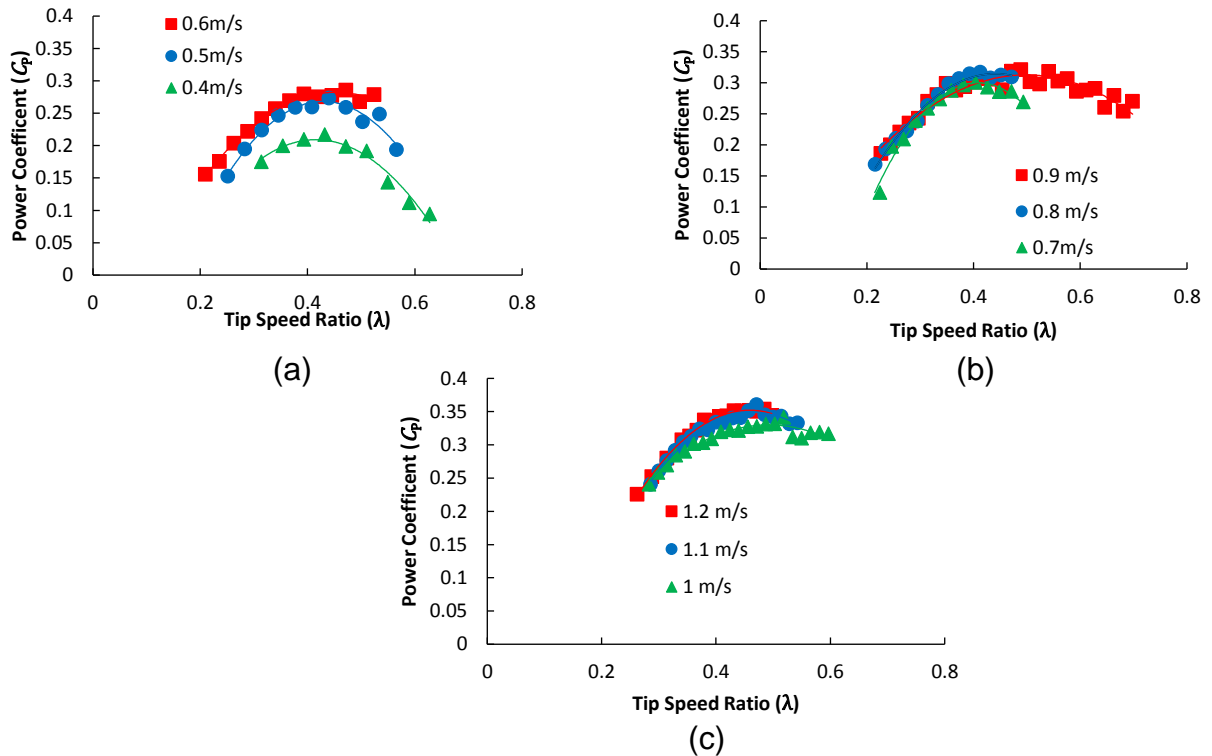 0.4
0.35
0.3
0.25
0.2
0.15
0.1
0.05
0
Power Coefficient (Cₚ)
0.6m/s
0.5m/s
0.4m/s
0 0.2 0.4 0.6 0.8
Tip Speed Ratio (λ)
(a)
0.4
0.35
0.3
0.25
0.2
0.15
0.1
0.05
0
Power Coefficient (Cₚ)
0.9 m/s
0.8 m/s
0.7m/s
0 0.2 0.4 0.6 0.8
Tip Speed Ratio (λ)
(b)
0.4
0.35
0.3
0.25
0.2
0.15
0.1
0.05
0
Power Coefficent (Cₚ)
1.2 m/s
1.1 m/s
1 m/s
0 0.2 0.4 0.6 0.8
Tip Speed Ratio (λ)
(c)